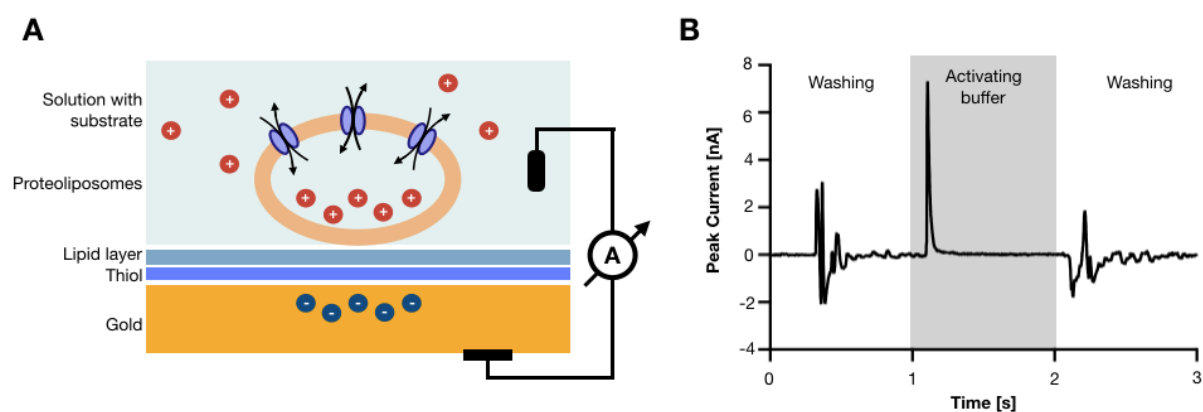 A
Solution with
substrate
Proteoliposomes
Lipid layer
Thiol
Gold
+
+
+
+
+
+
+
+
+
+
-
-
-
-
-
A
B
Peak Current [nA]
8
6
4
2
0
-2
-4
Washing
Activating
buffer
Washing
0
1
2
3
Time [s]